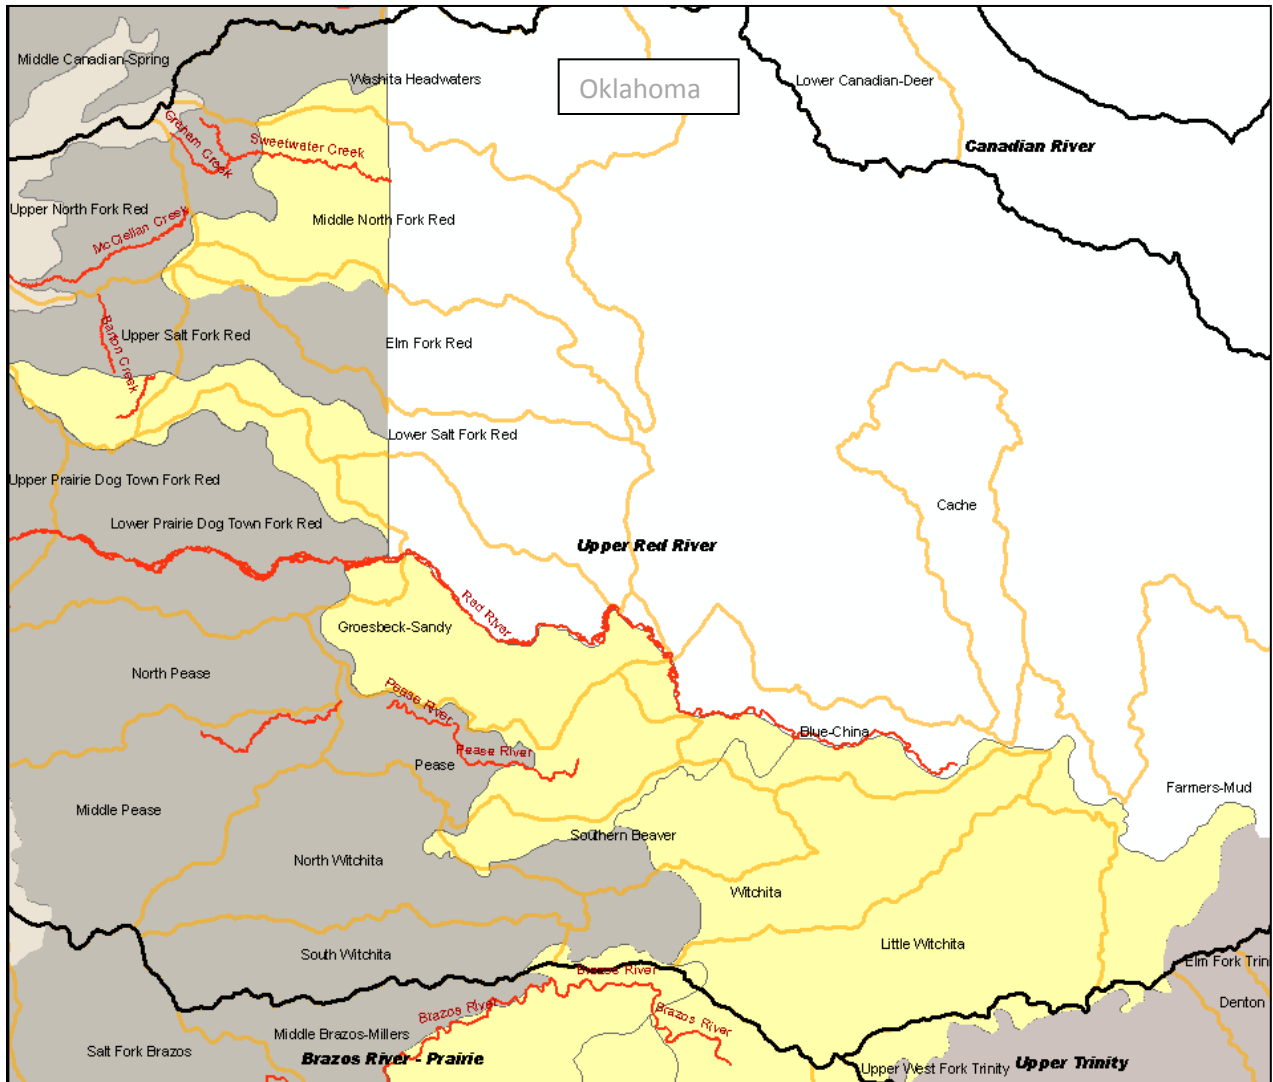 Middle Canadian-Spring
Washita Headwaters
Oklahoma
Lower Canadian-Deer
Graham Creek
Sweetwater Creek
Canadian River
Upper North Fork Red
McClellan Creek
Middle North Fork Red
Barton Creek
Upper Salt Fork Red
Elm Fork Red
Lower Salt Fork Red
Upper Prairie Dog Town Fork Red
Cache
Lower Prairie Dog Town Fork Red
Upper Red River
Red River
Groesbeck-Sandy
North Pease
Pease River
Pease River
Blue-China
Pease
Farmers-Mud
Middle Pease
Southern Beaver
North Witchita
Witchita
Little Witchita
South Witchita
Elm Fork Trini
Brazos River
Denton
Brazos River
Brazos River
Middle Brazos-Millers
Salt Fork Brazos
Brazos River - Prairie
Upper West Fork Trinity
Upper Trinity